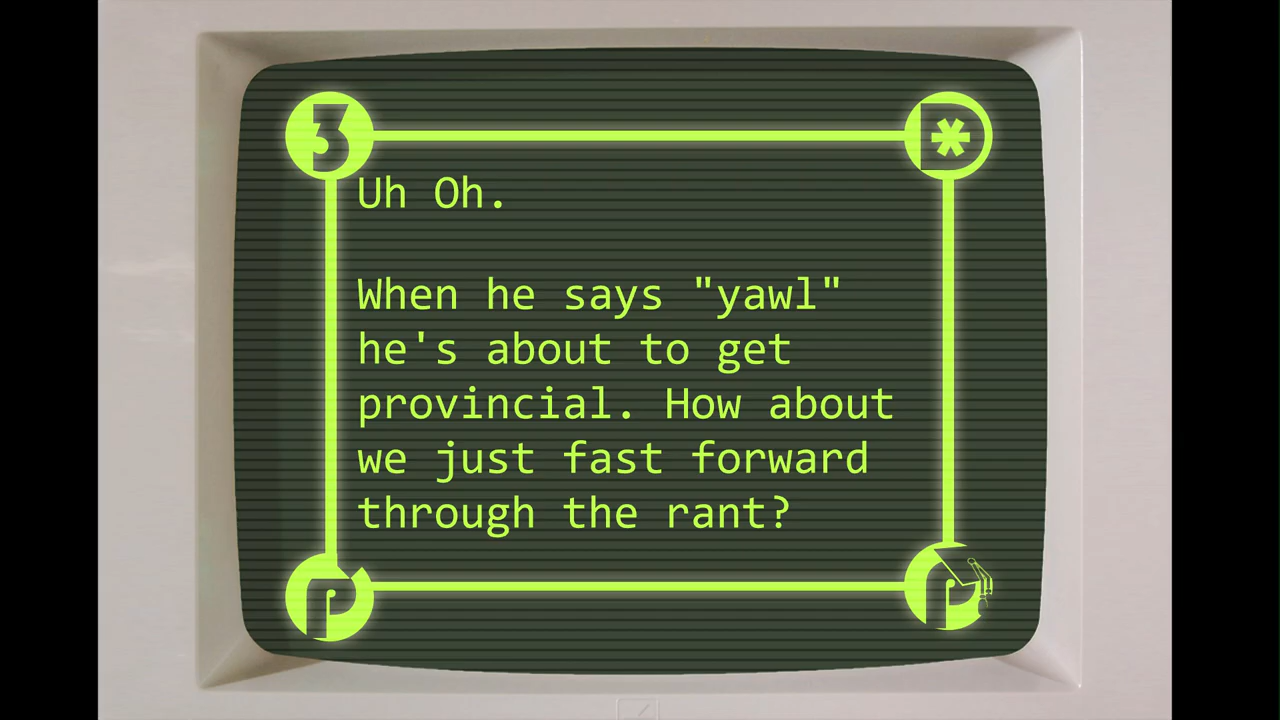 3
*
Uh Oh.
When he says "yawl"
he's about to get
provincial. How about
we just fast forward
through the rant?
p
p